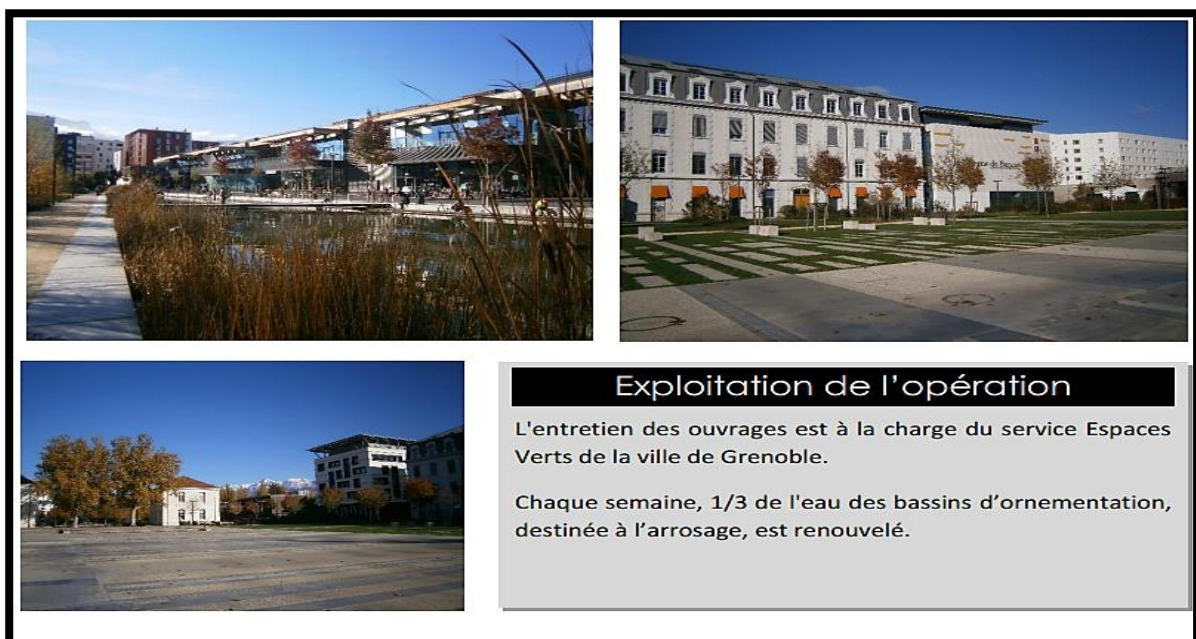 Exploitation de l'opération
L'entretien des ouvrages est à la charge du service Espaces
Verts de la ville de Grenoble.
Chaque semaine, 1/3 de l'eau des bassins d'ornementation,
destinée à l'arrosage, est renouvelé.